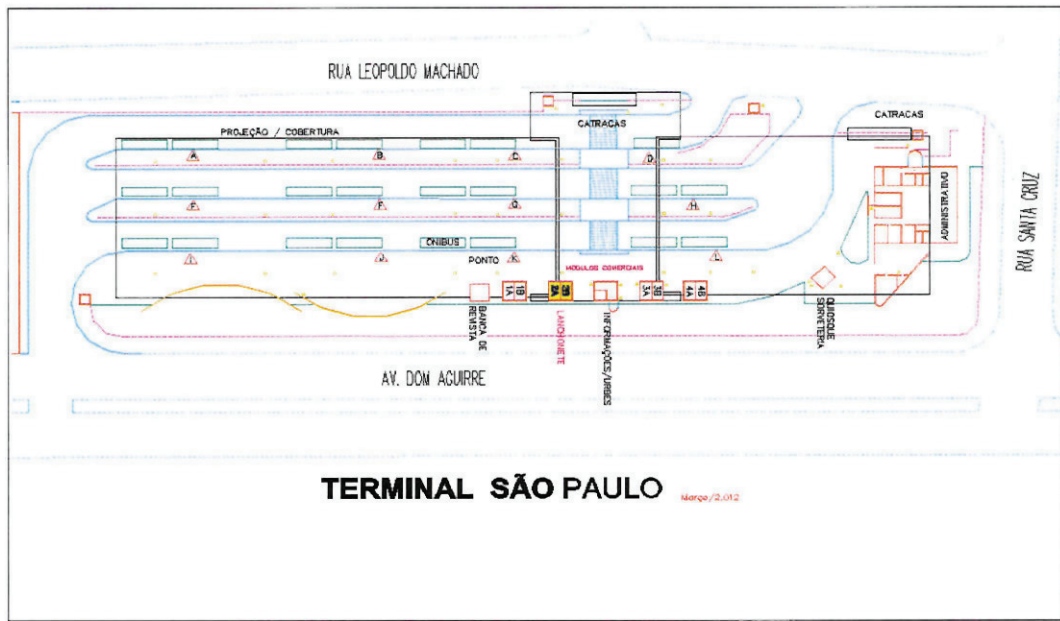 RUA LEOPOLDO MACHADO
CATRACAS
CATRACAS
PROJEÇÃO / COBERTURA
A
B
C
D
ADMINISTRATIVO
RUA SANTA CRUZ
E
F
G
H
ÔNIBUS
PONTO
I
J
K
L
MÓDULOS COMERCIAIS
1A
1B
2A
2B
3A
3B
4A
4B
BANCA DE
REVISTA
LANCHONETE
INFORMAÇÕES/URBES
QUIOSQUE
SORVETERIA
AV. DOM AGUIRRE
TERMINAL SÃO PAULO
Março/2.012